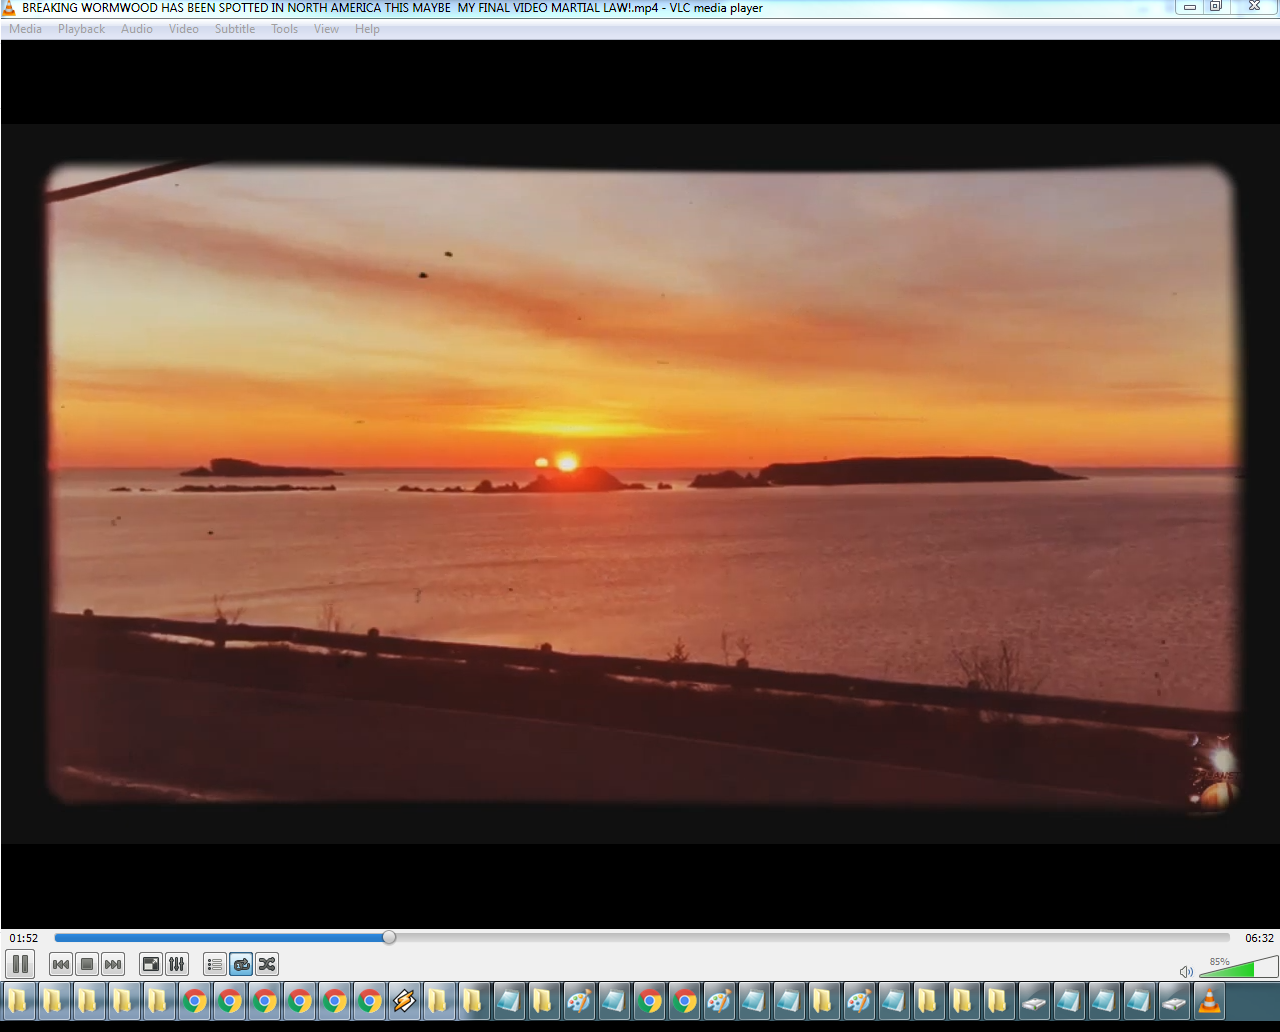 BREAKING WORMWOOD HAS BEEN SPOTTED IN NORTH AMERICA THIS MAYBE  MY FINAL VIDEO MARTIAL LAW!.mp4 - VLC media player
Media Playback Audio Video Subtitle Tools View Help
01:52
06:32
85%